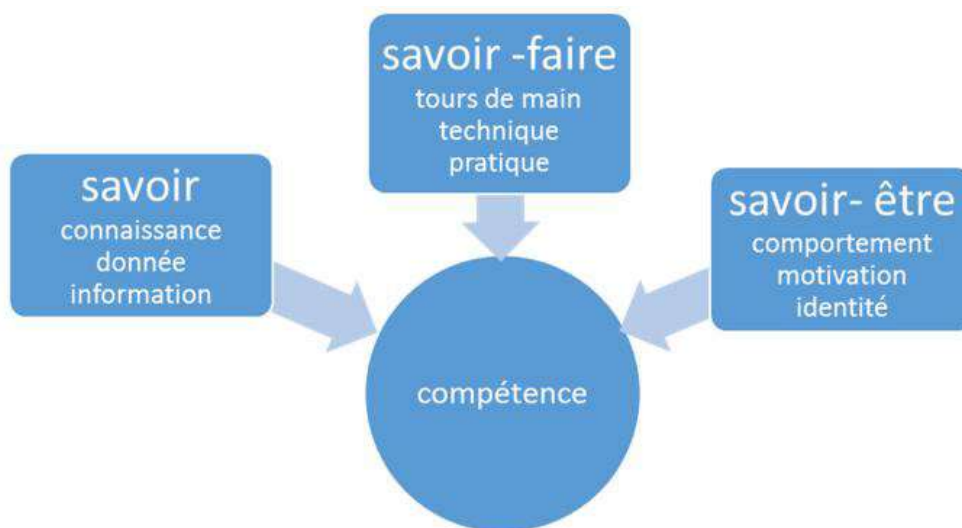 savoir -faire
tours de main
technique
pratique
savoir
connaissance
donnée
information
savoir- être
comportement
motivation
identité
compétence